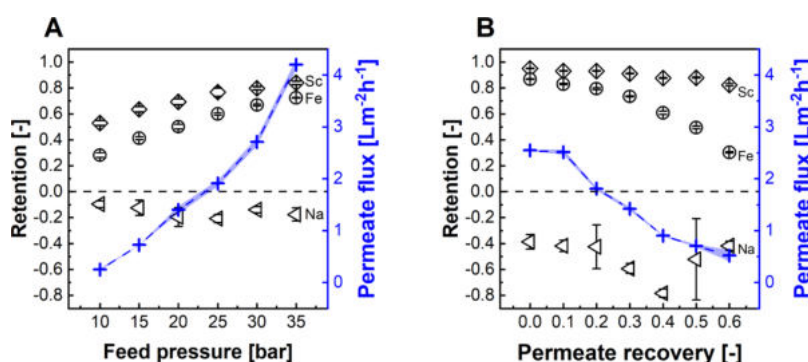 A
B
Retention [-]
1.0
0.8
0.6
0.4
0.2
0.0
-0.2
-0.4
-0.6
-0.8
Sc
Fe
Na
4
3
2
1
0
Permeate flux [Lm⁻²h⁻¹]
10 15 20 25 30 35
Feed pressure [bar]
Retention [-]
1.0
0.8
0.6
0.4
0.2
0.0
-0.2
-0.4
-0.6
-0.8
Sc
Fe
Na
4
3
2
1
0
Permeate flux [Lm⁻²h⁻¹]
0.0 0.1 0.2 0.3 0.4 0.5 0.6
Permeate recovery [-]